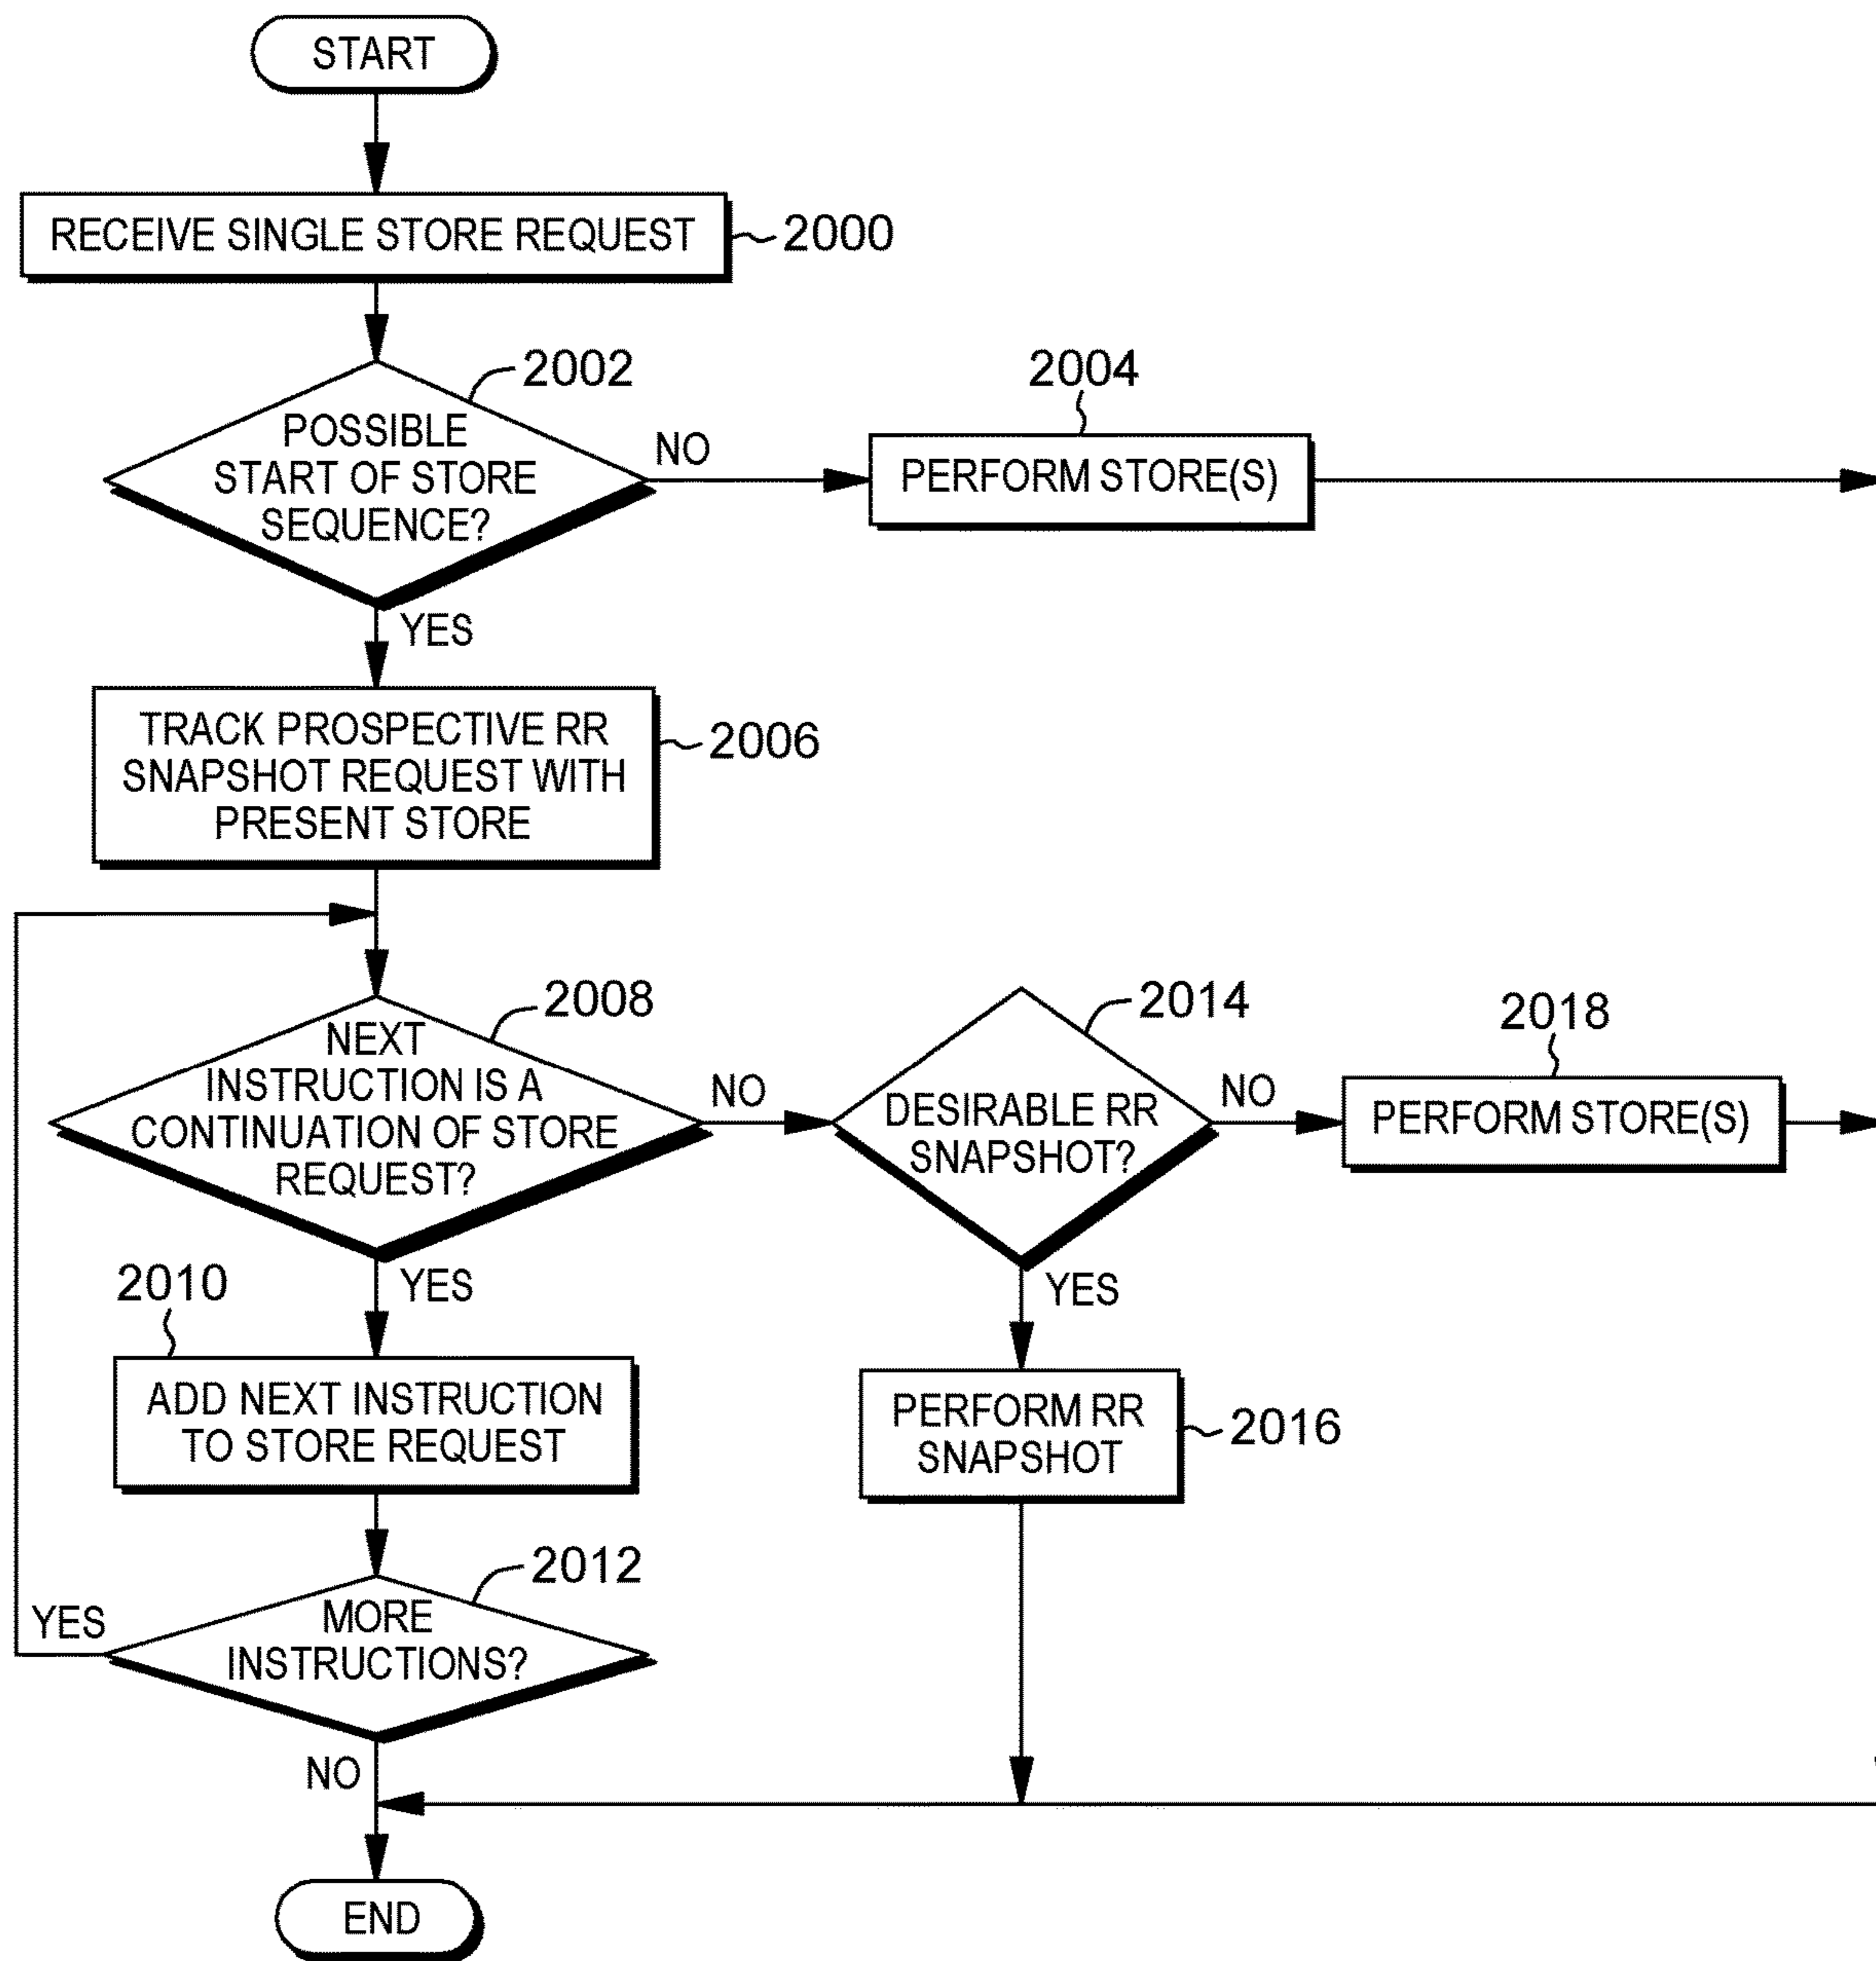 START
RECEIVE SINGLE STORE REQUEST
2000
2002
POSSIBLE
START OF STORE
SEQUENCE?
NO
2004
PERFORM STORE(S)
YES
TRACK PROSPECTIVE RR
SNAPSHOT REQUEST WITH
PRESENT STORE
2006
2008
NEXT
INSTRUCTION IS A
CONTINUATION OF STORE
REQUEST?
NO
2014
DESIRABLE RR
SNAPSHOT?
NO
2018
PERFORM STORE(S)
YES
2010
ADD NEXT INSTRUCTION
TO STORE REQUEST
YES
PERFORM RR
SNAPSHOT
2016
2012
MORE
INSTRUCTIONS?
YES
NO
END